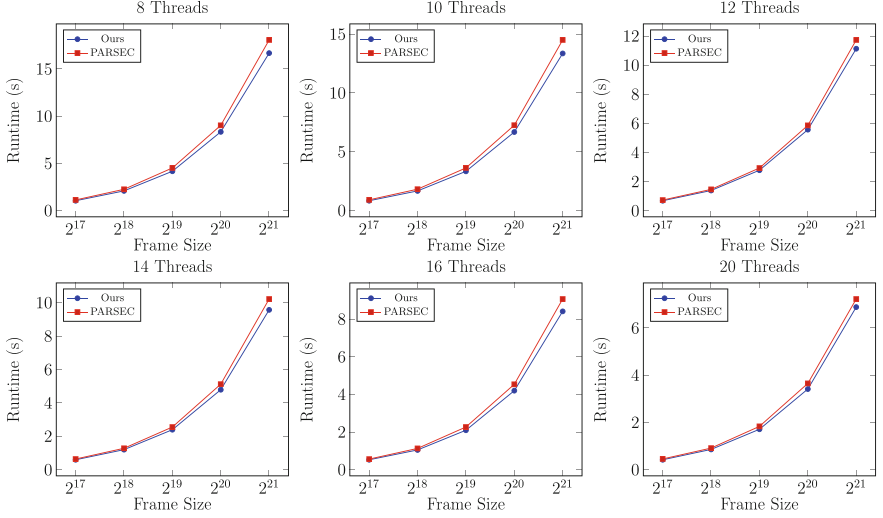 8 Threads
Ours
PARSEC
15
10
5
0
Runtime (s)
2^17 2^18 2^19 2^20 2^21
Frame Size
10 Threads
Ours
PARSEC
15
10
5
0
Runtime (s)
2^17 2^18 2^19 2^20 2^21
Frame Size
12 Threads
Ours
PARSEC
12
10
8
6
4
2
0
Runtime (s)
2^17 2^18 2^19 2^20 2^21
Frame Size
14 Threads
Ours
PARSEC
10
8
6
4
2
0
Runtime (s)
2^17 2^18 2^19 2^20 2^21
Frame Size
16 Threads
Ours
PARSEC
8
6
4
2
0
Runtime (s)
2^17 2^18 2^19 2^20 2^21
Frame Size
20 Threads
Ours
PARSEC
6
4
2
0
Runtime (s)
2^17 2^18 2^19 2^20 2^21
Frame Size